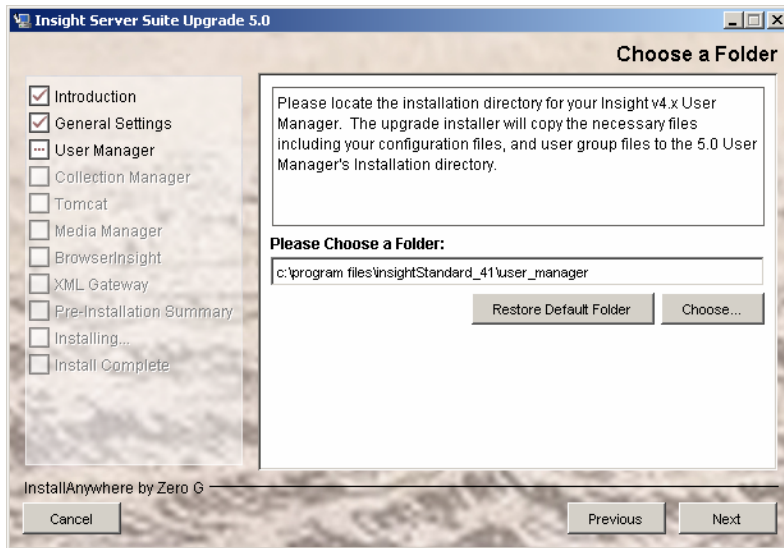 Insight Server Suite Upgrade 5.0
Choose a Folder
Introduction
General Settings
User Manager
Collection Manager
Tomcat
Media Manager
BrowserInsight
XML Gateway
Pre-Installation Summary
Installing...
Install Complete
Please locate the installation directory for your Insight v4.x User
Manager.  The upgrade installer will copy the necessary files
including your configuration files, and user group files to the 5.0 User
Manager's Installation directory.
Please Choose a Folder:
c:\program files\insightStandard_41\user_manager
Restore Default Folder
Choose...
InstallAnywhere by Zero G
Cancel
Previous
Next